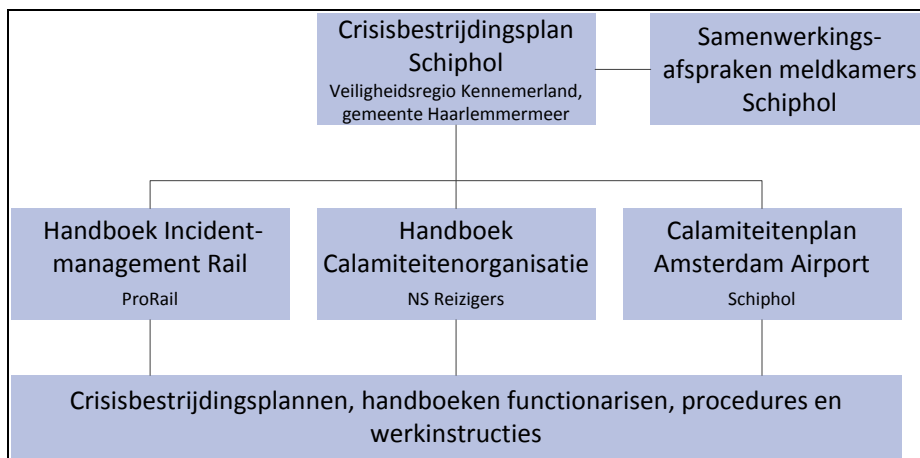 Crisisbestrijdingsplan
Schiphol
Veiligheidsregio Kennemerland,
gemeente Haarlemmermeer
Samenwerkings-
afspraken meldkamers
Schiphol
Handboek Incident-
management Rail
ProRail
Handboek
Calamiteitenorganisatie
NS Reizigers
Calamiteitenplan
Amsterdam Airport
Schiphol
Crisisbestrijdingsplannen, handboeken functionarisen, procedures en
werkinstructies